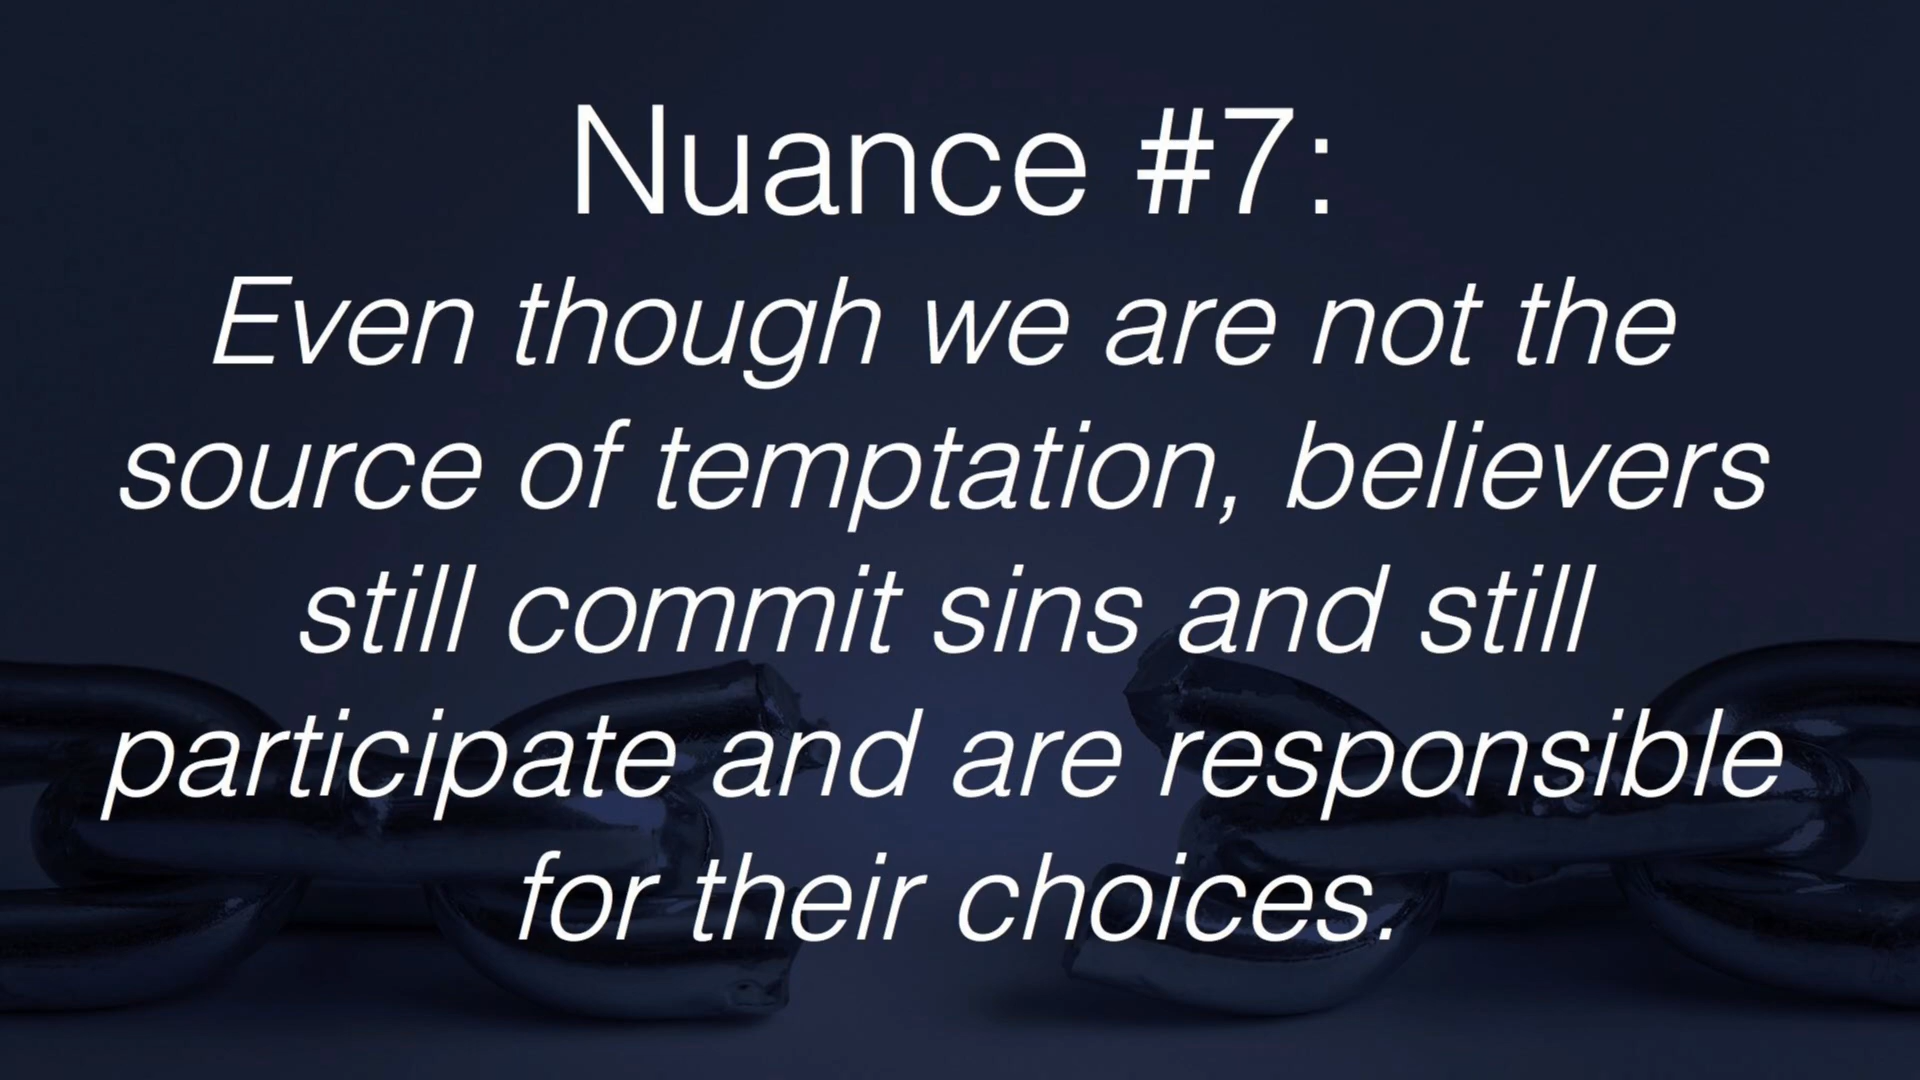 Nuance #7:
Even though we are not the
source of temptation, believers
still commit sins and still
participate and are responsible
for their choices.